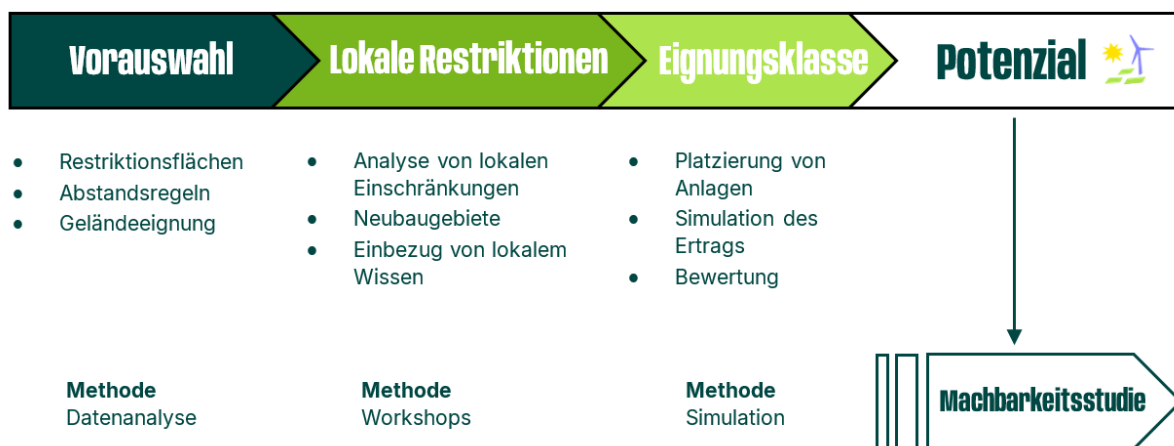 Vorauswahl
Lokale Restriktionen
Eignungsklasse
Potenzial
• Restriktionsflächen
• Abstandsregeln
• Geländeeignung
• Analyse von lokalen
Einschränkungen
• Neubaugebiete
• Einbezug von lokalem
Wissen
• Platzierung von
Anlagen
• Simulation des
Ertrags
• Bewertung
Methode
Datenanalyse
Methode
Workshops
Methode
Simulation
Machbarkeitsstudie